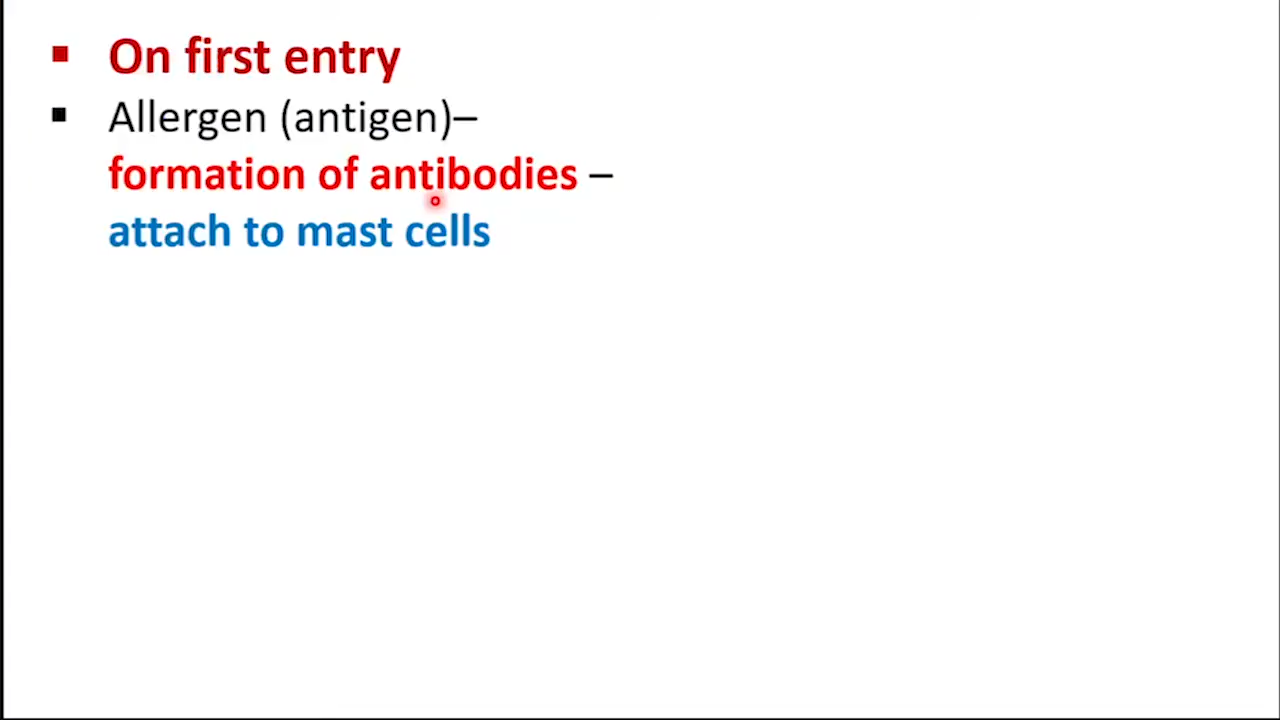 ▪ On first entry
▪ Allergen (antigen)–
formation of antibodies –
attach to mast cells